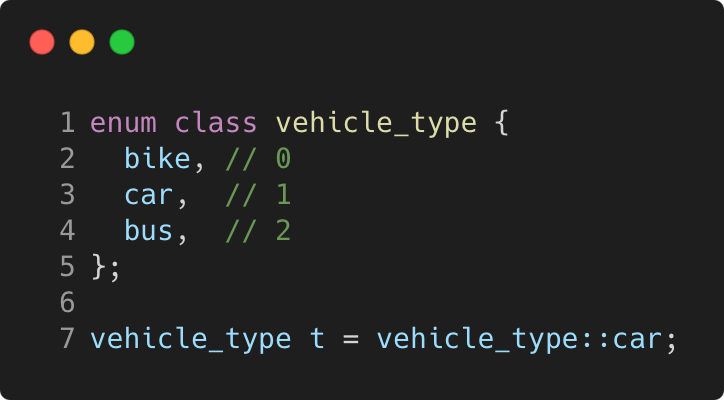 1 enum class vehicle_type {
2   bike, // 0
3   car,  // 1
4   bus,  // 2
5 };
6
7 vehicle_type t = vehicle_type::car;